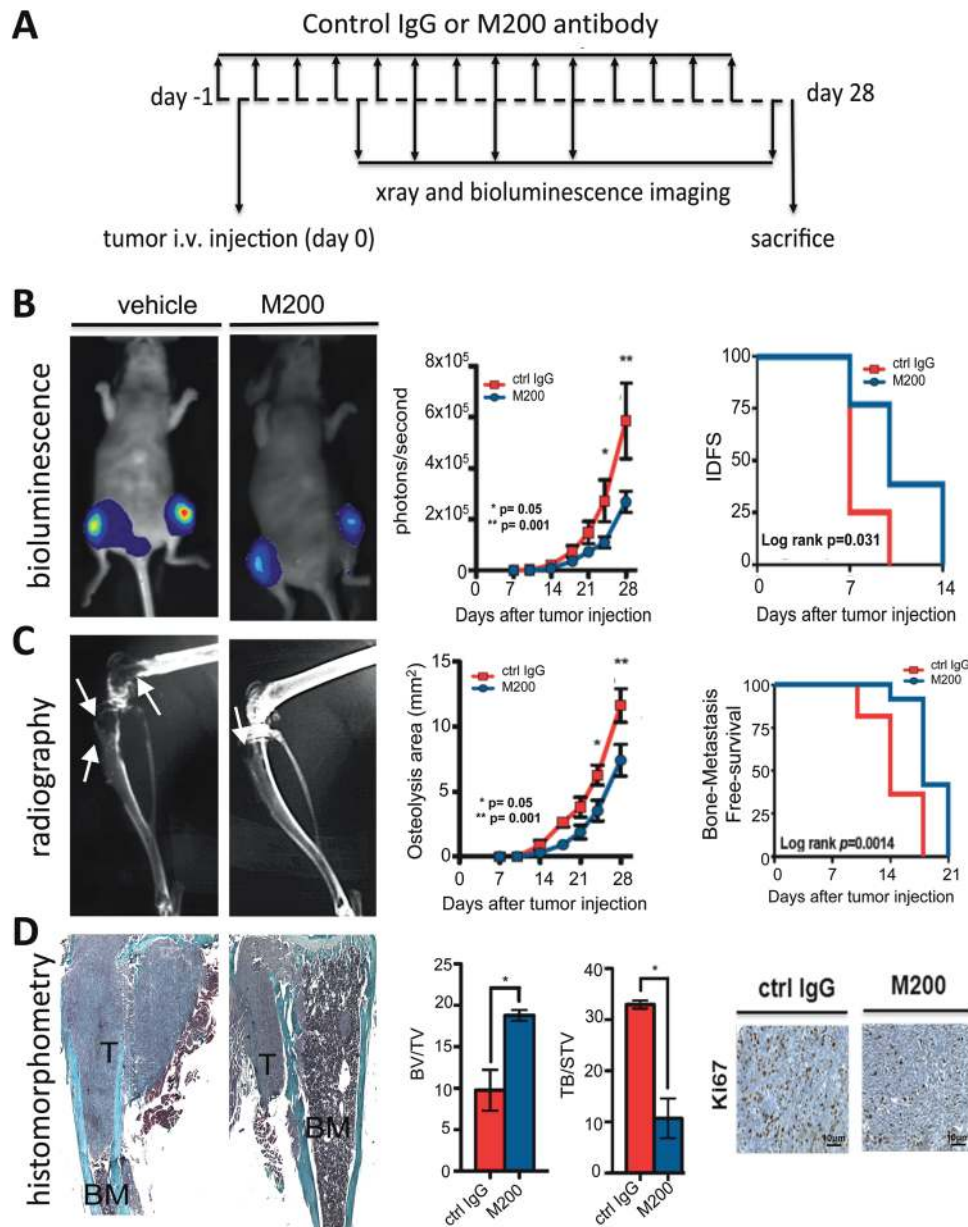 A
Control IgG or M200 antibody
day -1
day 28
xray and bioluminescence imaging
tumor i.v. injection (day 0)
sacrifice
B
bioluminescence
vehicle
M200
photons/second
8x10⁵
6x10⁵
4x10⁵
2x10⁵
0
ctrl IgG
M200
* p= 0.05
** p= 0.001
*
**
0 7 14 21 28
Days after tumor injection
IDFS
100
75
50
25
0
ctrl IgG
M200
Log rank p=0.031
0 7 14
Days after tumor injection
C
radiography
Osteolysis area (mm²)
15
10
5
0
ctrl IgG
M200
* p= 0.05
** p= 0.001
*
**
0 7 14 21 28
Days after tumor injection
Bone-Metastasis
Free-survival
100
75
50
25
0
ctrl IgG
M200
Log rank p=0.0014
0 7 14 21
Days after tumor injection
D
histomorphometry
T
BM
T
BM
BV/TV
25
20
15
10
5
0
*
ctrl IgG
M200
TB/STV
40
30
20
10
0
*
ctrl IgG
M200
ctrl IgG
M200
Ki67
10µm
10µm